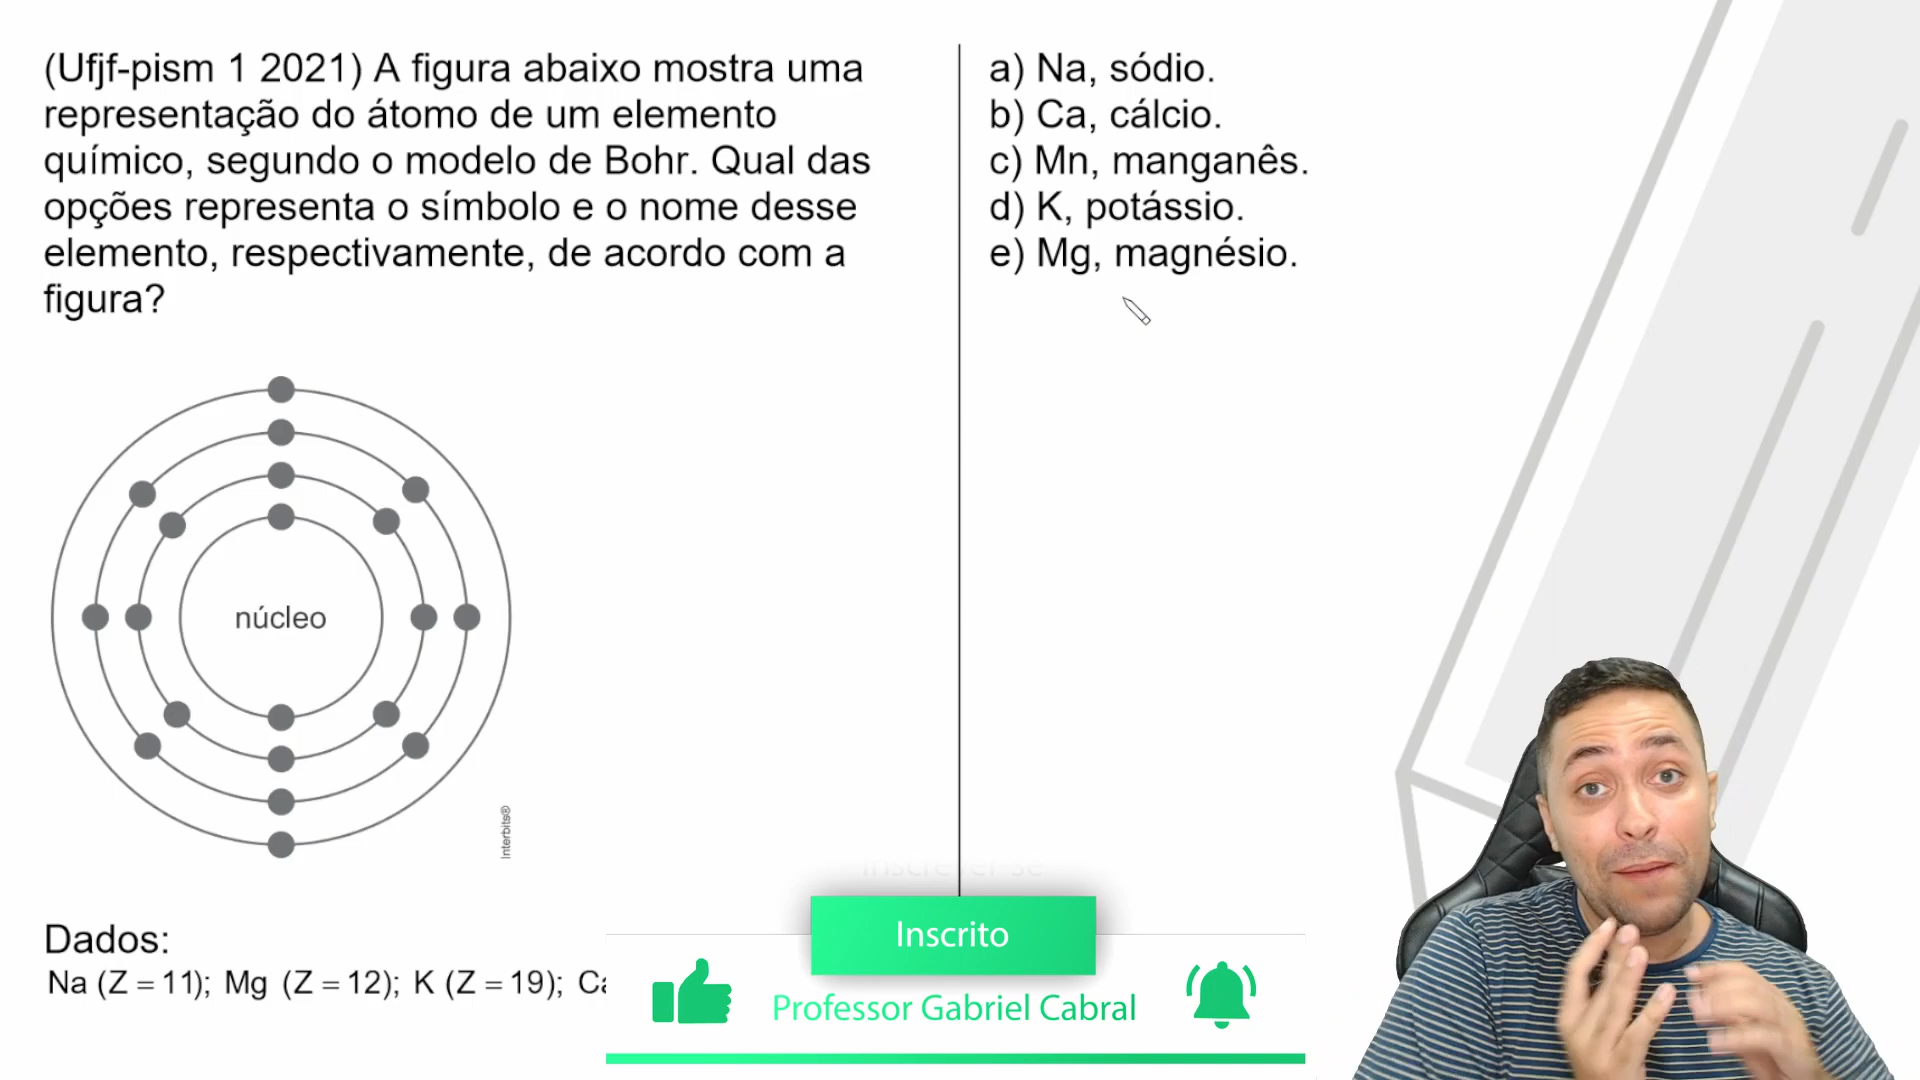 (Ufjf-pism 1 2021) A figura abaixo mostra uma
representação do átomo de um elemento
químico, segundo o modelo de Bohr. Qual das
opções representa o símbolo e o nome desse
elemento, respectivamente, de acordo com a
figura?
núcleo
Interbits®
Dados:
Na (Z = 11); Mg (Z = 12); K (Z = 19);
a) Na, sódio.
b) Ca, cálcio.
c) Mn, manganês.
d) K, potássio.
e) Mg, magnésio.
Inscrito
Professor Gabriel Cabral